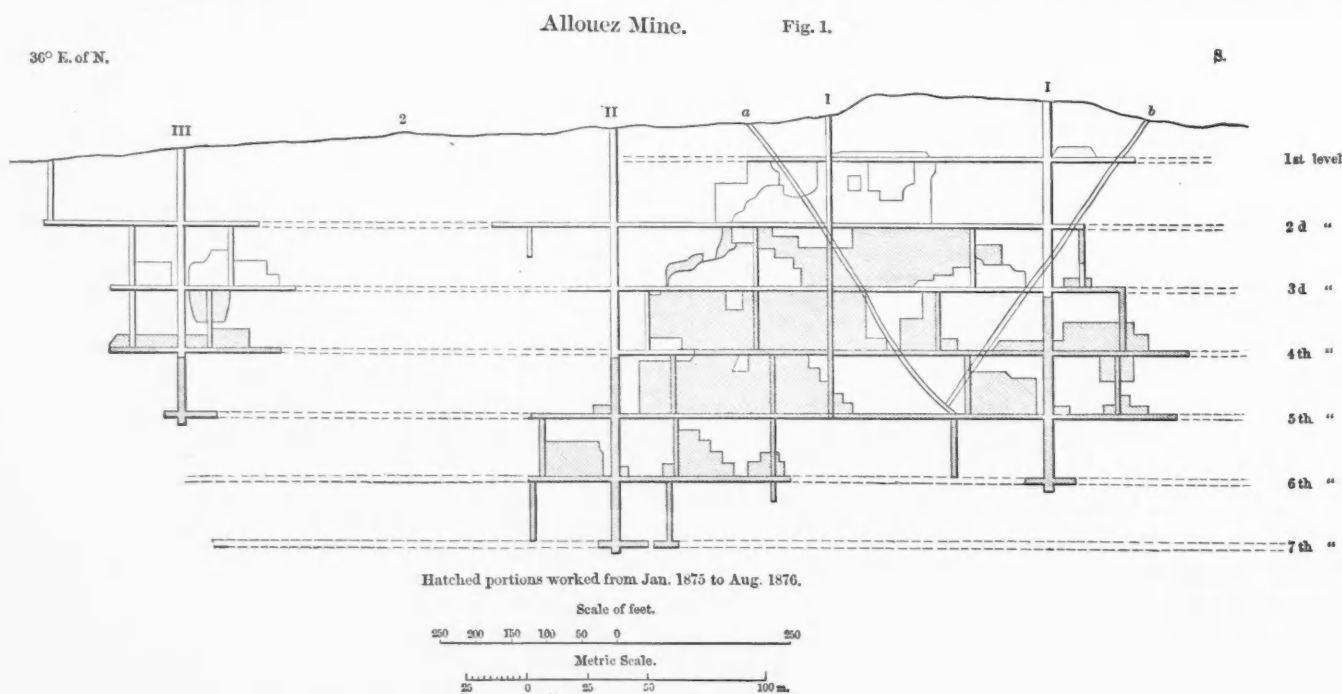 Allouez Mine. Fig. 1.
36° E. of N. S.
III 2 II a 1 I b
1st level
2 d “
3 d “
4 th “
5 th “
6 th “
7 th “
Hatched portions worked from Jan. 1875 to Aug. 1876.
Scale of feet.
250 200 150 100 50 0 250
Metric Scale.
25 0 25 50 100 m.